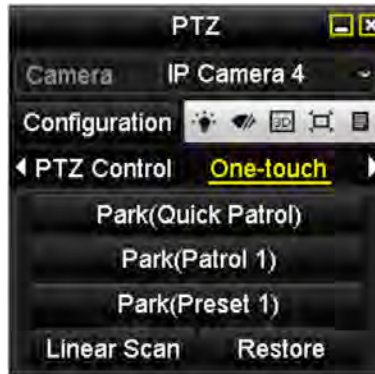 PTZ
Camera IP Camera 4
Configuration 3D
PTZ Control One-touch
Park(Quick Patrol)
Park(Patrol 1)
Park(Preset 1)
Linear Scan Restore